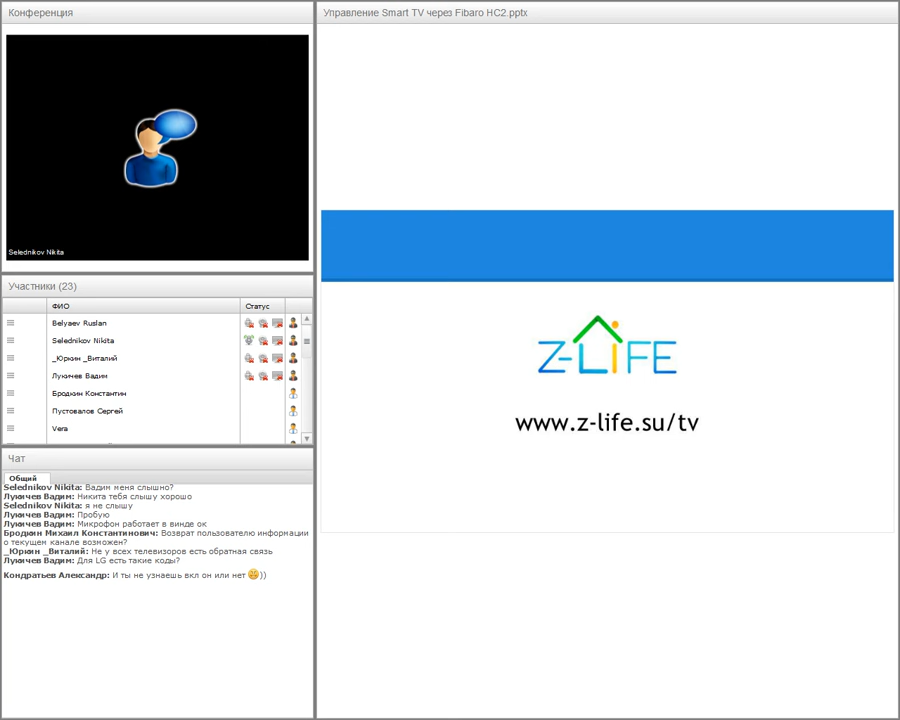 Конференция
Selednikov Nikita
Участники (23)
ФИО Статус
Belyaev Ruslan
Selednikov Nikita
_Юркин _Виталий
Лукичев Вадим
Бродкин Константин
Пустовалов Сергей
Vera
Чат
Общий
Selednikov Nikita: Вадим меня слышно?
Лукичев Вадим: Никита тебя слышу хорошо
Selednikov Nikita: я не слышу
Лукичев Вадим: Пробую
Лукичев Вадим: Микрофон работает в винде ок
Бродкин Михаил Константинович: Возврат пользователю информации
о текущем канале возможен?
_Юркин _Виталий: Не у всех телевизоров есть обратная связь
Лукичев Вадим: Для LG есть такие коды?
Кондратьев Александр: И ты не узнаешь вкл он или нет ))
Управление Smart TV через Fibaro HC2.pptx
Z-LIFE
www.z-life.su/tv